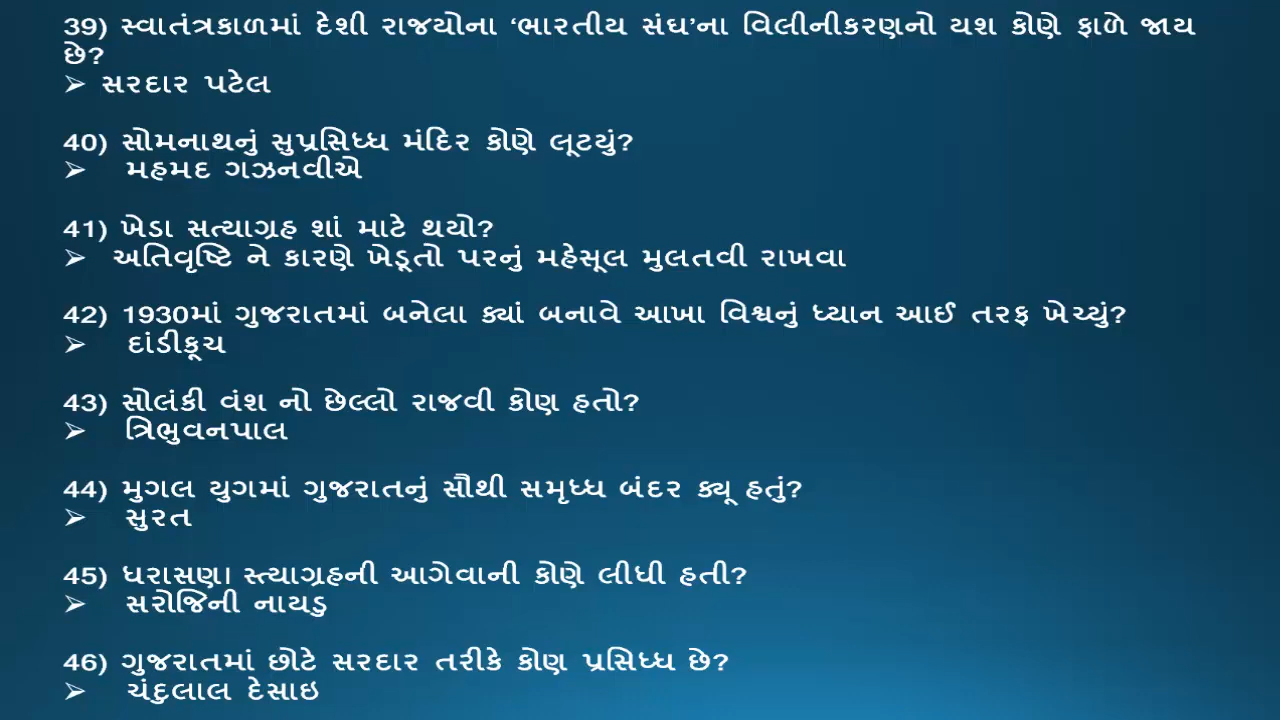 39) સ્વાતંત્રકાળમાં દેશી રાજયોના ‘ભારતીય સંઘ’ના વિલીનીકરણનો યશ કોણે ફાળે જાય
છે?
➢ સરદાર પટેલ
40) સોમનાથનું સુપ્રસિધ્ધ મંદિર કોણે લૂટયું?
➢ મહમદ ગઝનવીએ
41) ખેડા સત્યાગ્રહ શાં માટે થયો?
➢ અતિવૃષ્ટિ ને કારણે ખેડૂતો પરનું મહેસૂલ મુલતવી રાખવા
42) 1930માં ગુજરાતમાં બનેલા ક્યાં બનાવે આખા વિશ્વનું ધ્યાન આઈ તરફ ખેચ્યું?
➢ દાંડીકૂચ
43) સોલંકી વંશ નો છેલ્લો રાજવી કોણ હતો?
➢ ત્રિભુવનપાલ
44) મુગલ યુગમાં ગુજરાતનું સૌથી સમૃધ્ધ બંદર ક્યૂ હતું?
➢ સુરત
45) ધરાસણા સ્ત્યાગ્રહની આગેવાની કોણે લીધી હતી?
➢ સરોજિની નાયડુ
46) ગુજરાતમાં છોટે સરદાર તરીકે કોણ પ્રસિધ્ધ છે?
➢ ચંદુલાલ દેસાઇ